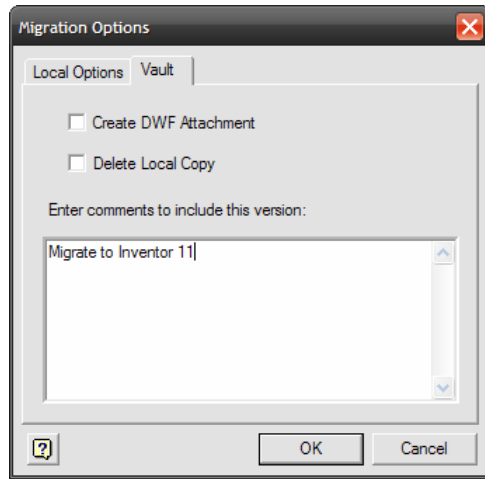 Migration Options
Local Options Vault
Create DWF Attachment
Delete Local Copy
Enter comments to include this version:
Migrate to Inventor 11
? OK Cancel